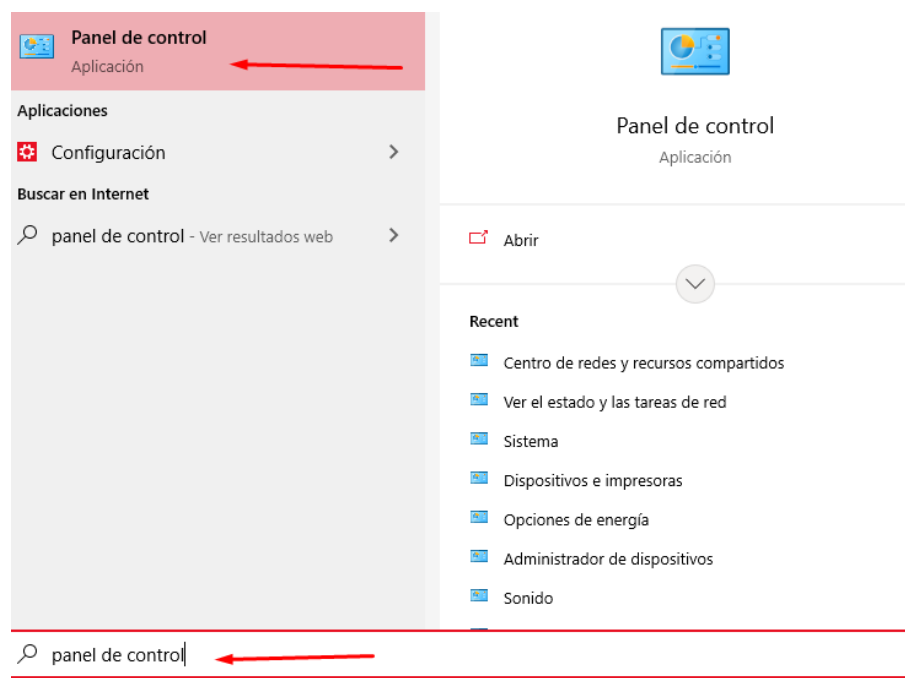 Panel de control
Aplicación
Aplicaciones
Configuración
Buscar en Internet
panel de control - Ver resultados web
Panel de control
Aplicación
Abrir
Recent
Centro de redes y recursos compartidos
Ver el estado y las tareas de red
Sistema
Dispositivos e impresoras
Opciones de energía
Administrador de dispositivos
Sonido
panel de control